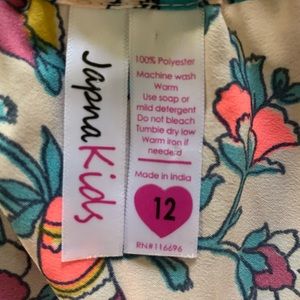 Japna Kids
100% Polyester
Machine wash
Warm
Use soap or
mild detergent
Do not bleach
Tumble dry low
Warm iron if
needed
Made in India
12
RN#116696